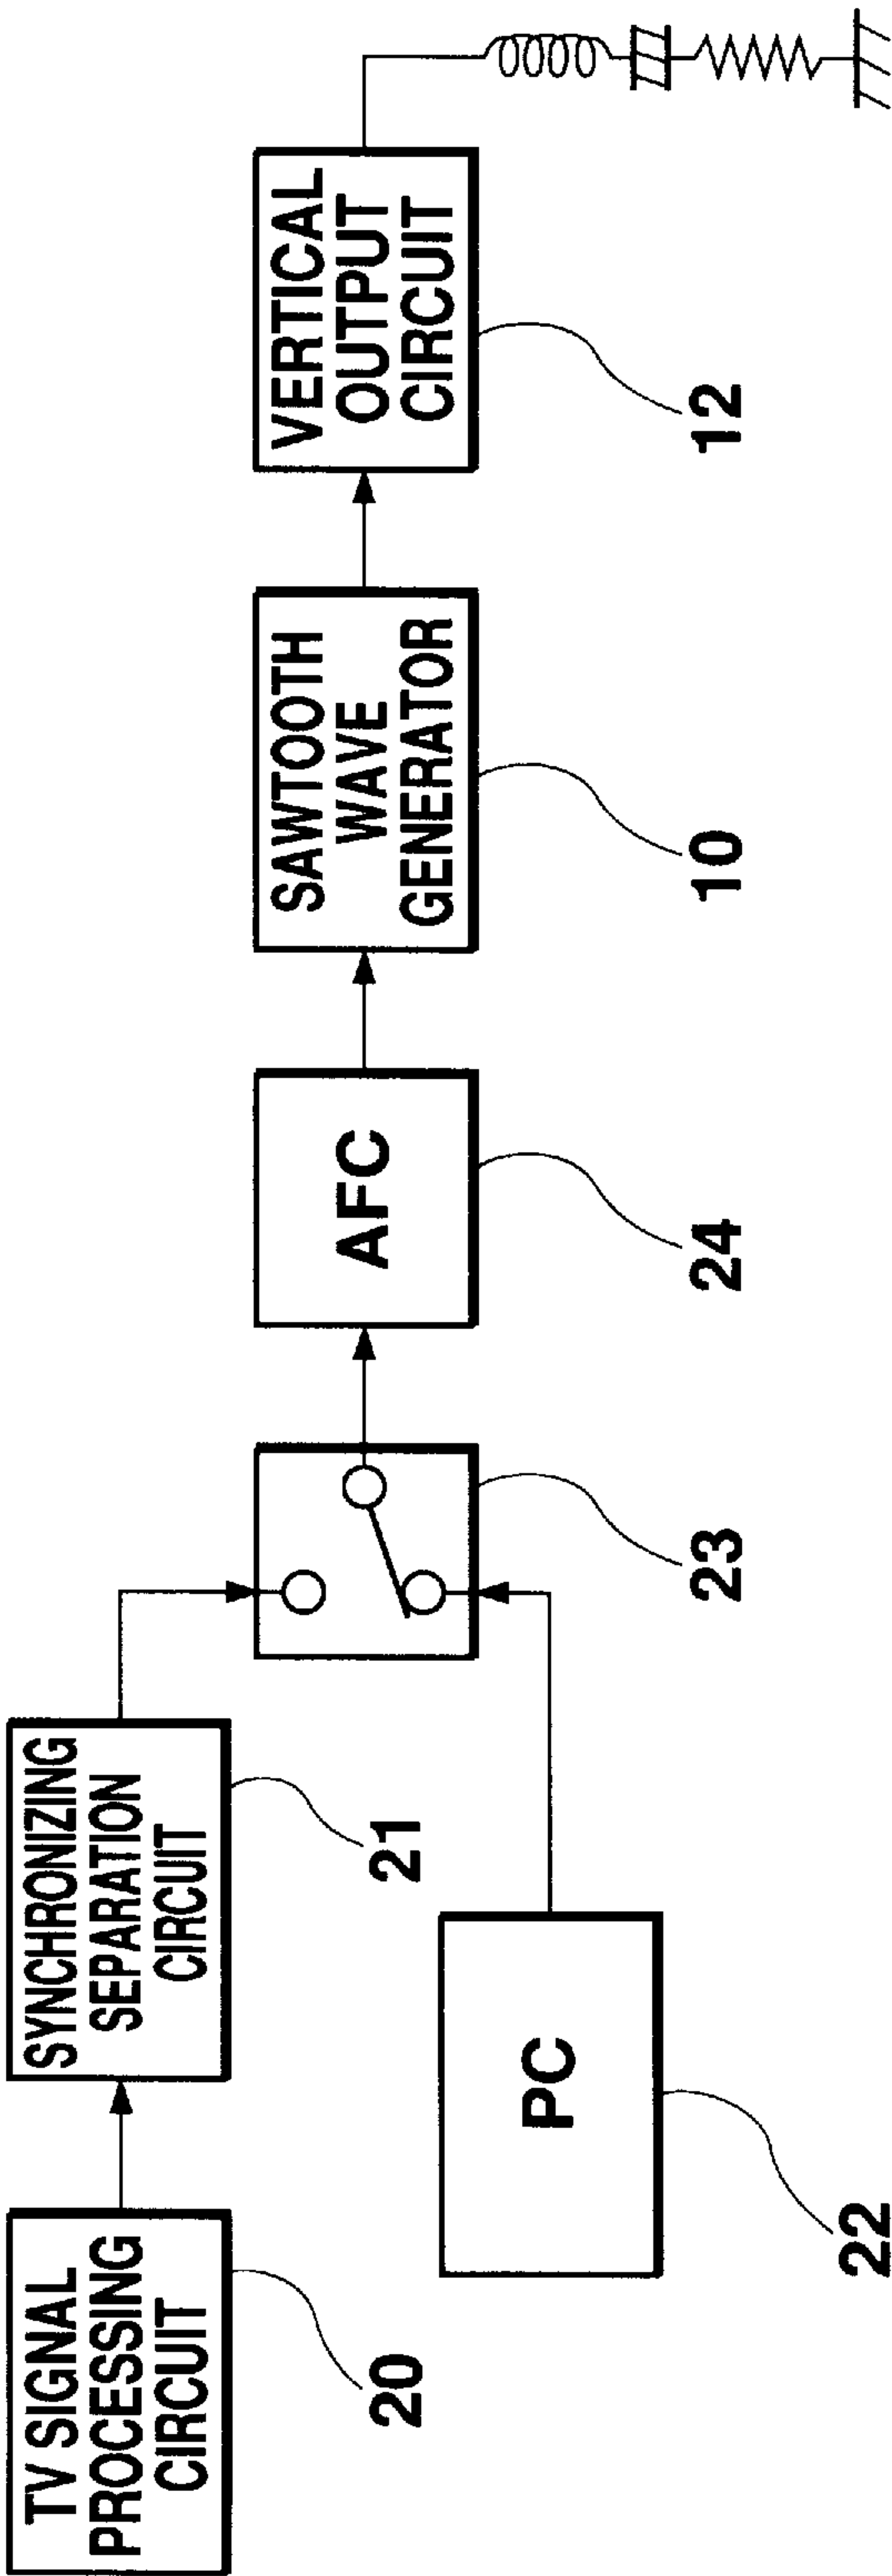 TV SIGNAL
PROCESSING
CIRCUIT
20
SYNCHRONIZING
SEPARATION
CIRCUIT
21
PC
22
23
AFC
24
SAWTOOTH
WAVE
GENERATOR
10
VERTICAL
OUTPUT
CIRCUIT
12